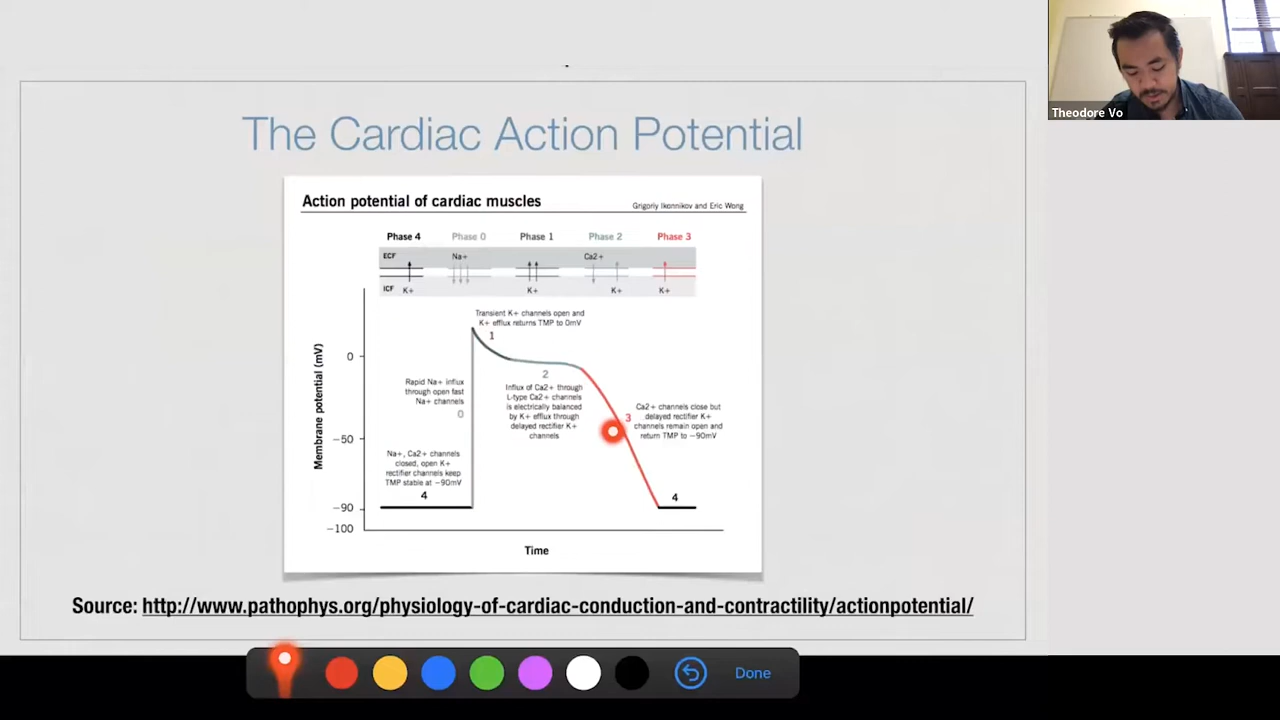 Theodore Vo
The Cardiac Action Potential
Action potential of cardiac muscles
Grigoriy Ikonnikov and Eric Wong
Phase 4
Phase 0
Phase 1
Phase 2
Phase 3
ECF
Na+
Ca2+
ICF
K+
K+
K+
K+
Transient K+ channels open and
K+ efflux returns TMP to 0mV
1
Membrane potential (mV)
0
−50
−90
−100
Rapid Na+ influx
through open fast
Na+ channels
0
2
Influx of Ca2+ through
L-type Ca2+ channels
is electrically balanced
by K+ efflux through
delayed rectifier K+
channels
3
Ca2+ channels close but
delayed rectifier K+
channels remain open and
return TMP to −90mV
Na+, Ca2+ channels
closed, open K+
rectifier channels keep
TMP stable at −90mV
4
4
Time
Source: http://www.pathophys.org/physiology-of-cardiac-conduction-and-contractility/actionpotential/
Done